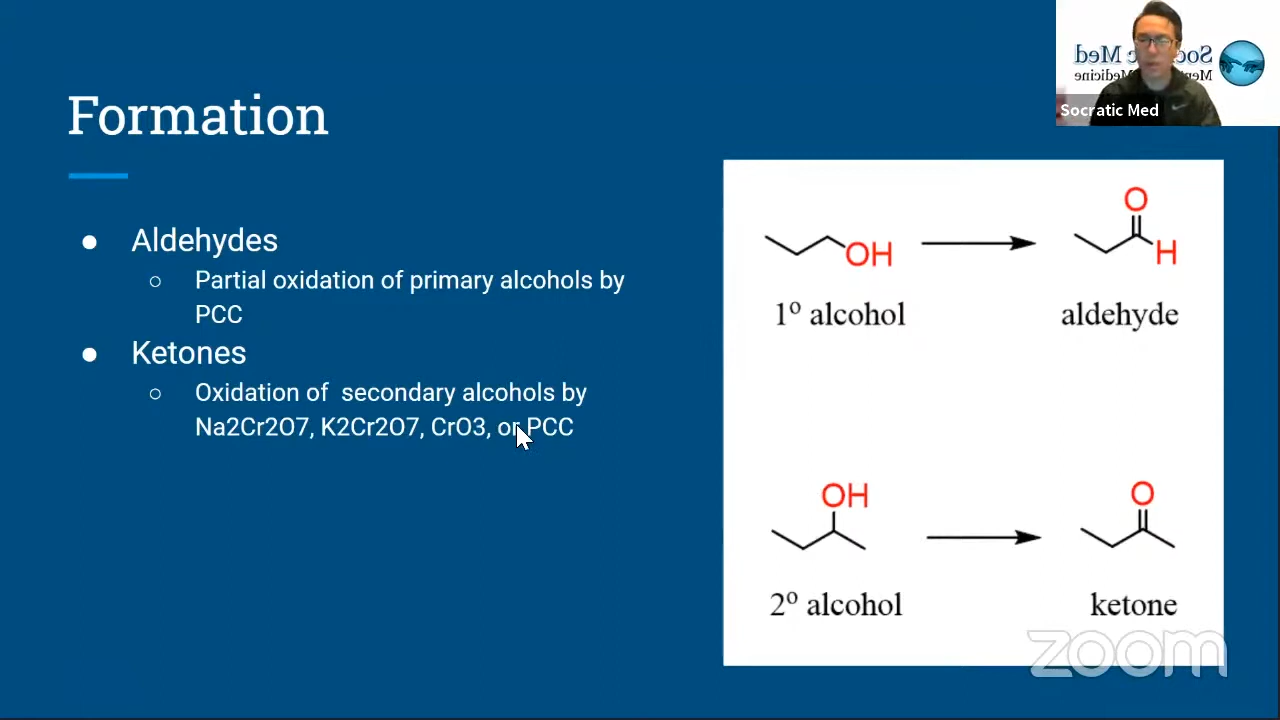 Formation
Socratic Med
● Aldehydes
○ Partial oxidation of primary alcohols by
PCC
● Ketones
○ Oxidation of secondary alcohols by
Na2Cr2O7, K2Cr2O7, CrO3, or PCC
OH
1º alcohol
O
H
aldehyde
OH
2º alcohol
O
ketone
zoom